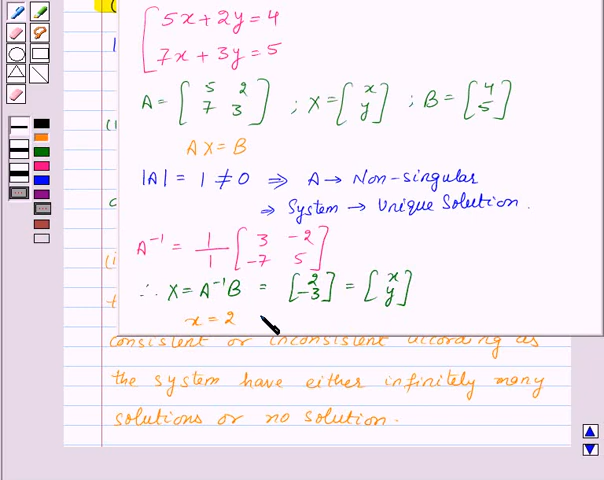 5x + 2y = 4
7x + 3y = 5
A = [ 5 2 7 3 ] ; X = [ x y ] ; B = [ 4 5 ]
AX = B
|A| = 1 ≠ 0 ⇒ A → Non-singular
⇒ System → Unique Solution.
A⁻¹ = 1/1 [ 3 -2 -7 5 ]
∴ X = A⁻¹B = [ 2 -3 ] = [ x y ]
x = 2
consistent or inconsistent according as
the system have either infinitely many
solutions or no solution.